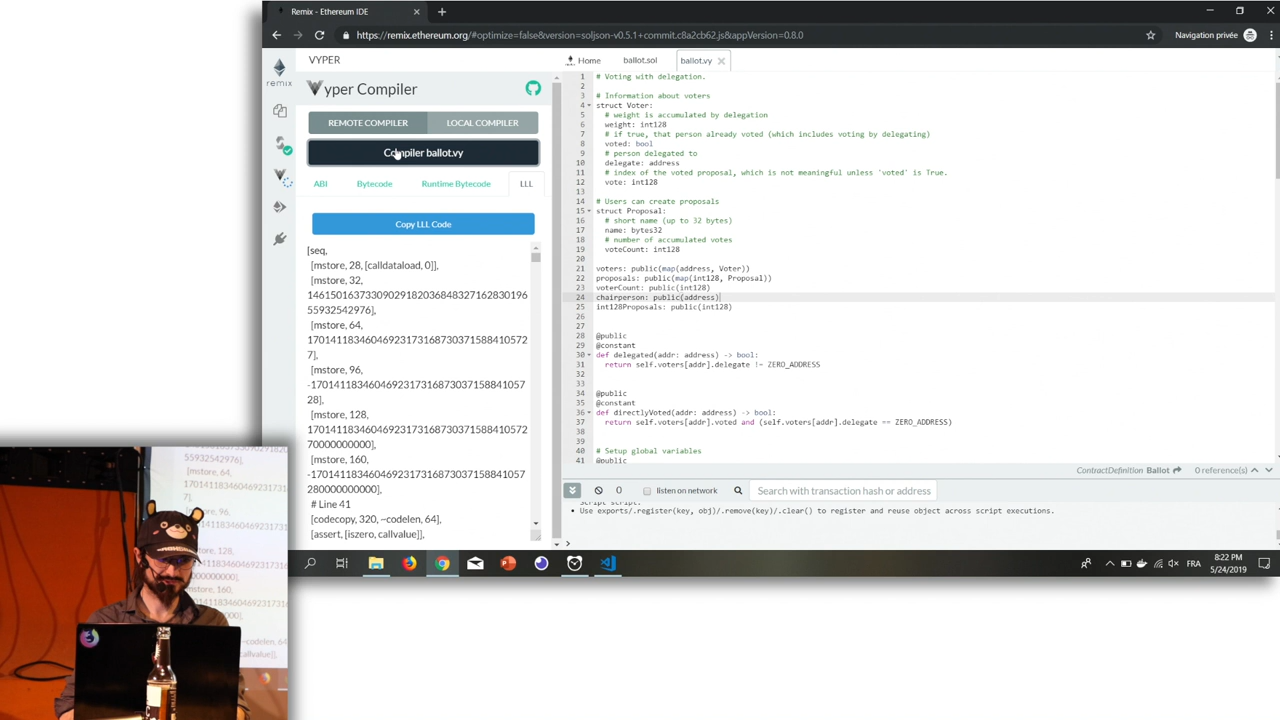 Remix - Ethereum IDE
https://remix.ethereum.org/#optimize=false&version=soljson-v0.5.1+commit.c8a2cb62.js&appVersion=0.8.0
Navigation privée
remix
VYPER
Vyper Compiler
REMOTE COMPILER
LOCAL COMPILER
Compiler ballot.vy
ABI
Bytecode
Runtime Bytecode
LLL
Copy LLL Code
[seq,
[mstore, 28, [calldataload, 0]],
[mstore, 32,
1461501637330902918203684832716283019655932542976],
[mstore, 64,
170141183460469231731687303715884105727],
[mstore, 96,
-170141183460469231731687303715884105728],
[mstore, 128,
1701411834604692317316873037158841057270000000000],
[mstore, 160,
-1701411834604692317316873037158841057280000000000],
# Line 41
[codecopy, 320, ~codelen, 64],
[assert, [iszero, callvalue]],
Home
ballot.sol
ballot.vy
1 # Voting with delegation.
2
3 # Information about voters
4 struct Voter:
5 # weight is accumulated by delegation
6 weight: int128
7 # if true, that person already voted (which includes voting by delegating)
8 voted: bool
9 # person delegated to
10 delegate: address
11 # index of the voted proposal, which is not meaningful unless `voted` is True.
12 vote: int128
13
14 # Users can create proposals
15 struct Proposal:
16 # short name (up to 32 bytes)
17 name: bytes32
18 # number of accumulated votes
19 voteCount: int128
20
21 voters: public(map(address, Voter))
22 proposals: public(map(int128, Proposal))
23 voterCount: public(int128)
24 chairperson: public(address)
25 int128Proposals: public(int128)
26
27
28 @public
29 @constant
30 def delegated(addr: address) -> bool:
31 return self.voters[addr].delegate != ZERO_ADDRESS
32
33
34 @public
35 @constant
36 def directlyVoted(addr: address) -> bool:
37 return self.voters[addr].voted and (self.voters[addr].delegate == ZERO_ADDRESS)
38
39
40 # Setup global variables
41 @public
ContractDefinition Ballot
0 reference(s)
0
listen on network
Search with transaction hash or address
• Use exports/.register(key, obj)/.remove(key)/.clear() to register and reuse object across script executions.
>
FRA
8:22 PM
5/24/2019